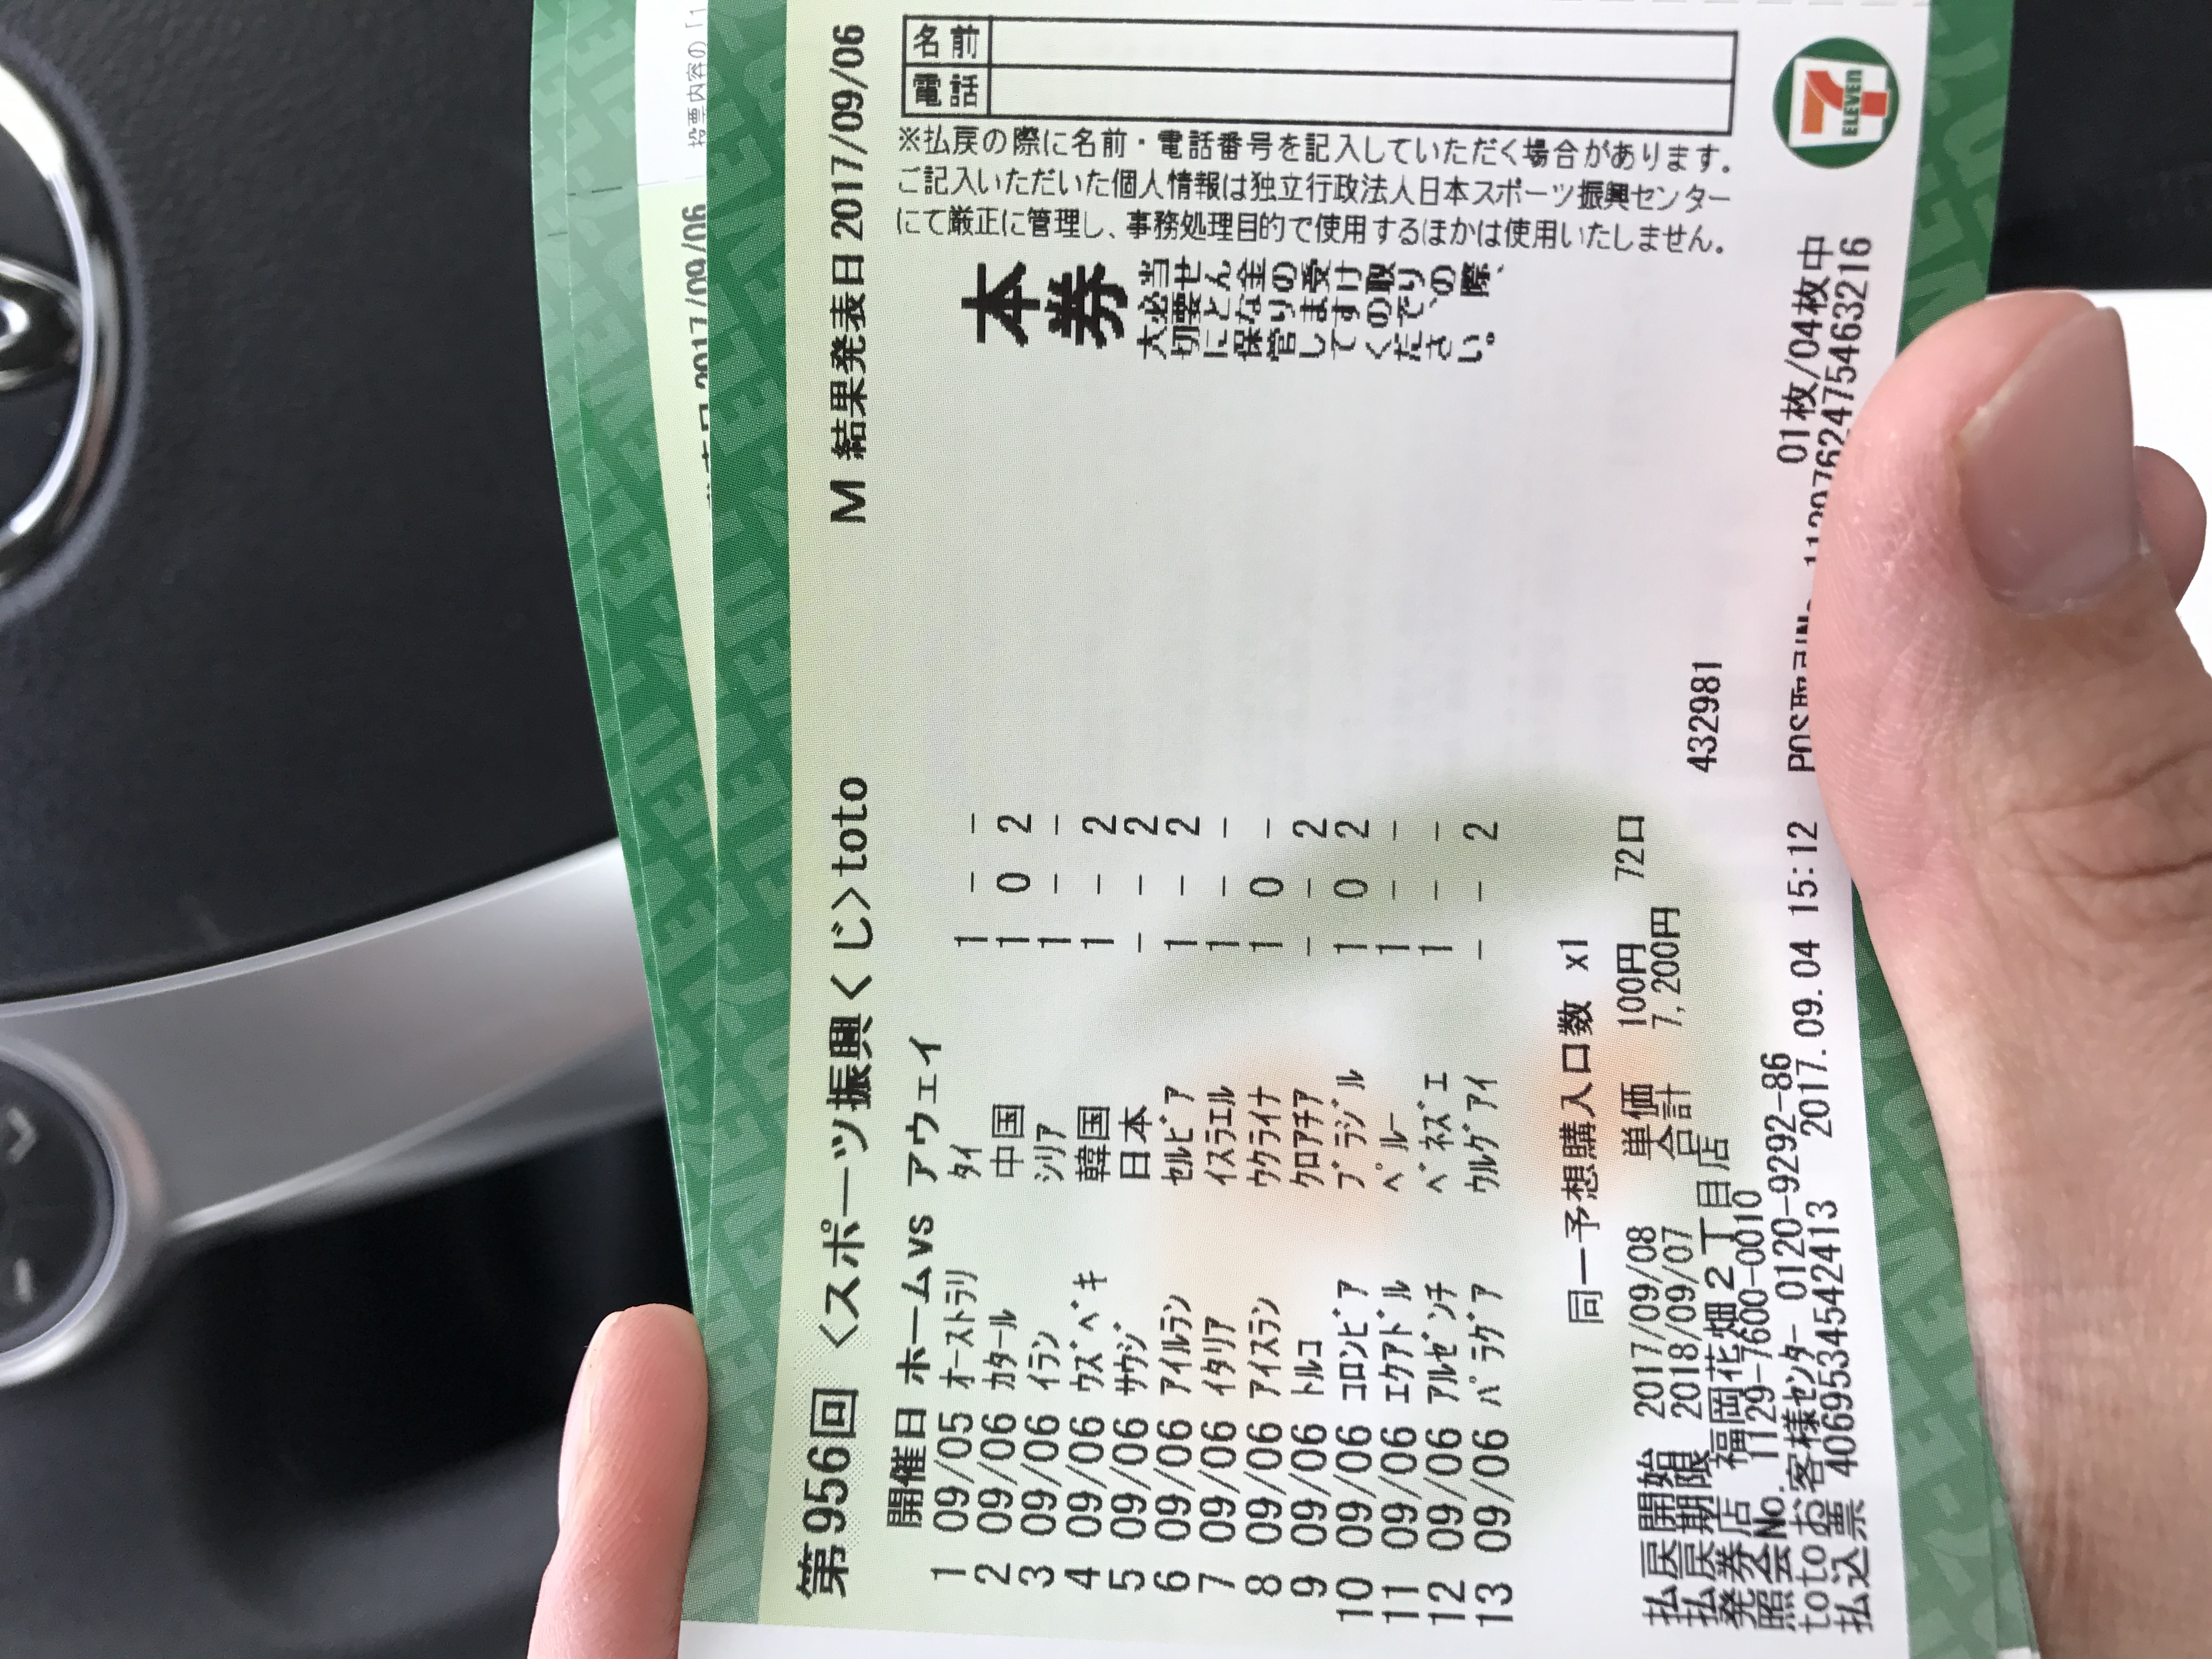 第956回 〈スポーツ振興くじ〉toto M 結果発表日 2017/09/06
開催日 ホームvs アウェイ
1 09/05 ｵｰｽﾄﾗﾘ ﾀｲ 1 - -
2 09/06 ｶﾀｰﾙ 中国 1 0 2
3 09/06 ｲﾗﾝ ｼﾘｱ 1 - -
4 09/06 ｳｽﾞﾍﾞｷ 韓国 1 - 2
5 09/06 ｻｳｼﾞ 日本 - - 2
6 09/06 ｱｲﾙﾗﾝ ｾﾙﾋﾞｱ 1 - 2
7 09/06 ｲﾀﾘｱ ｲｽﾗｴﾙ 1 - -
8 09/06 ｱｲｽﾗﾝ ｳｸﾗｲﾅ 1 0 -
9 09/06 ﾄﾙｺ ｸﾛｱﾁｱ - - 2
10 09/06 ｺﾛﾝﾋﾞｱ ﾌﾞﾗｼﾞﾙ 1 0 2
11 09/06 ｴｸｱﾄﾞﾙ ﾍﾟﾙｰ 1 - -
12 09/06 ｱﾙｾﾞﾝﾁ ﾍﾞﾈｽﾞｴ 1 - -
13 09/06 ﾊﾟﾗｸﾞｱ ｳﾙｸﾞｱｲ - - 2
同一予想購入口数 x1
払戻開始 2017/09/08 単価 100円 72口
払戻期限 2018/09/07 合計 7,200円
発券店 福岡花畑２丁目店 432981
照会No. 1129-7600-0010
totoお客様ｾﾝﾀｰ 0120-9292-86
払込票 4069534542413 2017.09.04 15:12
01枚/04枚中
7624775463216
名前
電話
※払戻の際に名前・電話番号を記入していただく場合があります。
ご記入いただいた個人情報は独立行政法人日本スポーツ振興センター
にて厳正に管理し、事務処理目的で使用するほかは使用いたしません。
本券
当せん金の受け取りの際、
必要となりますので、
大切に保管してください。
7 ELEVEn
投票内容の「1
2017/09/06